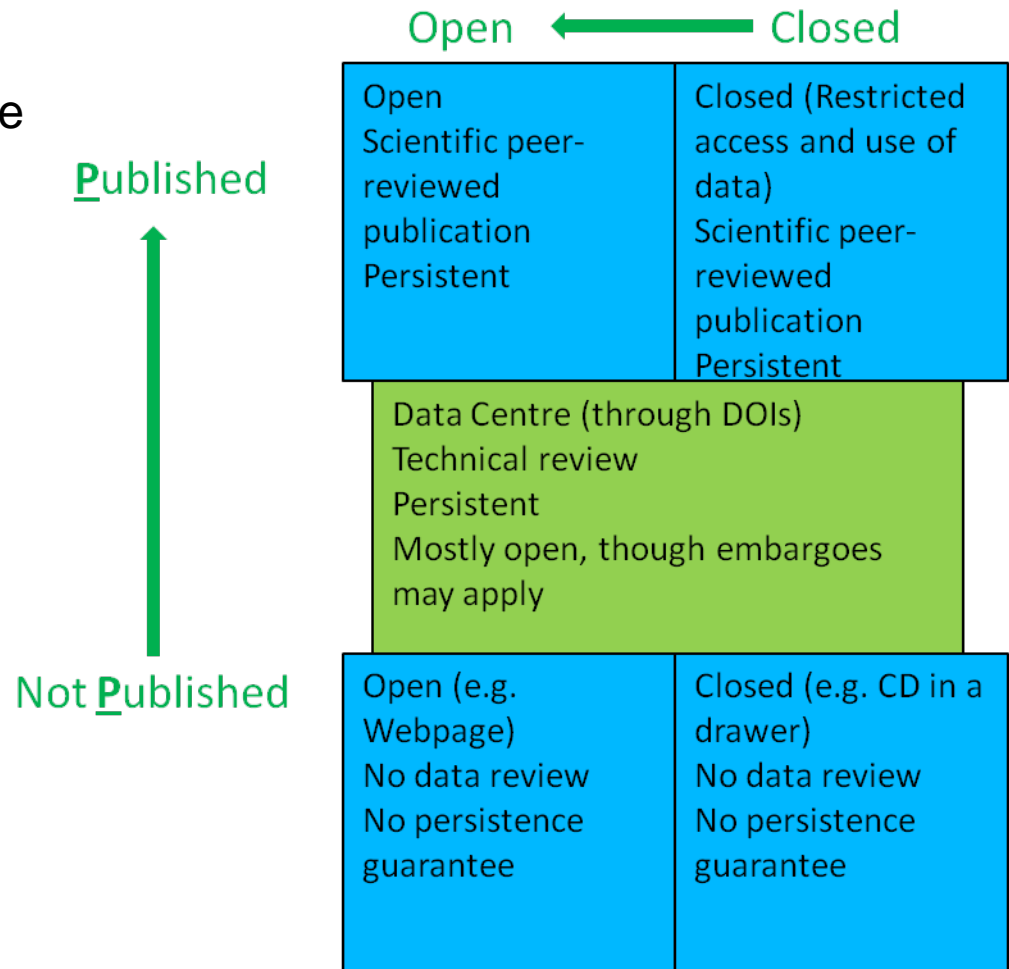 Open
Closed
e
Published
Open
Scientific peer-
reviewed
publication
Persistent
Closed (Restricted
access and use of
data)
Scientific peer-
reviewed
publication
Persistent
Data Centre (through DOIs)
Technical review
Persistent
Mostly open, though embargoes
may apply
Not Published
Open (e.g.
Webpage)
No data review
No persistence
guarantee
Closed (e.g. CD in a
drawer)
No data review
No persistence
guarantee